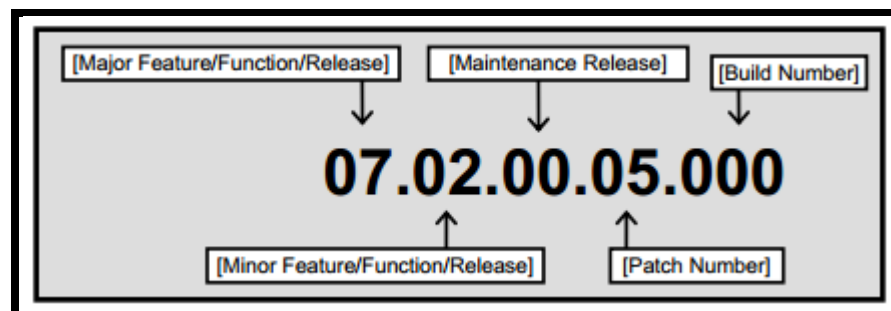 [Major Feature/Function/Release]
[Maintenance Release]
[Build Number]
07.02.00.05.000
[Minor Feature/Function/Release]
[Patch Number]